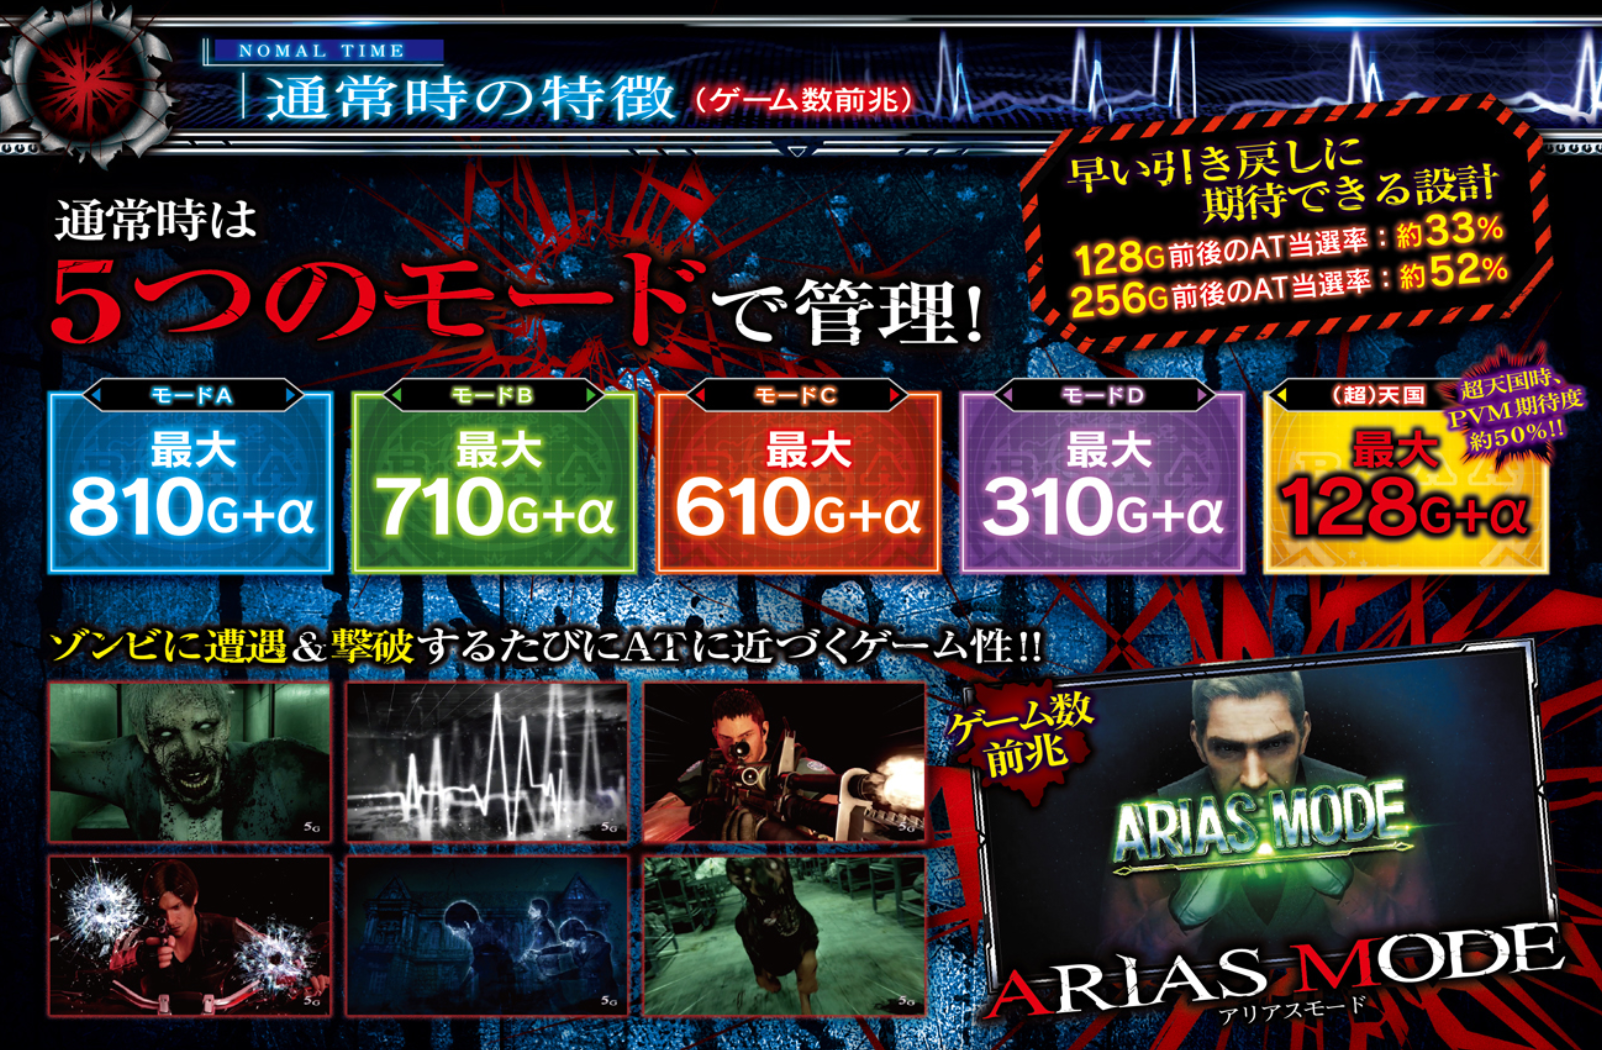 NOMAL TIME
通常時の特徴(ゲーム数前兆)
早い引き戻しに
期待できる設計
128G前後のAT当選率:約33%
256G前後のAT当選率:約52%
通常時は
5つのモードで管理!
モードA
最大
810G+α
モードB
最大
710G+α
モードC
最大
610G+α
モードD
最大
310G+α
(超)天国
最大
128G+α
超天国時、
PVM期待度
約50%!!
ゾンビに遭遇&撃破するたびにATに近づくゲーム性!!
5G
5G
5G
5G
5G
5G
ゲーム数
前兆
ARIAS MODE
ARIAS MODE
アリアスモード